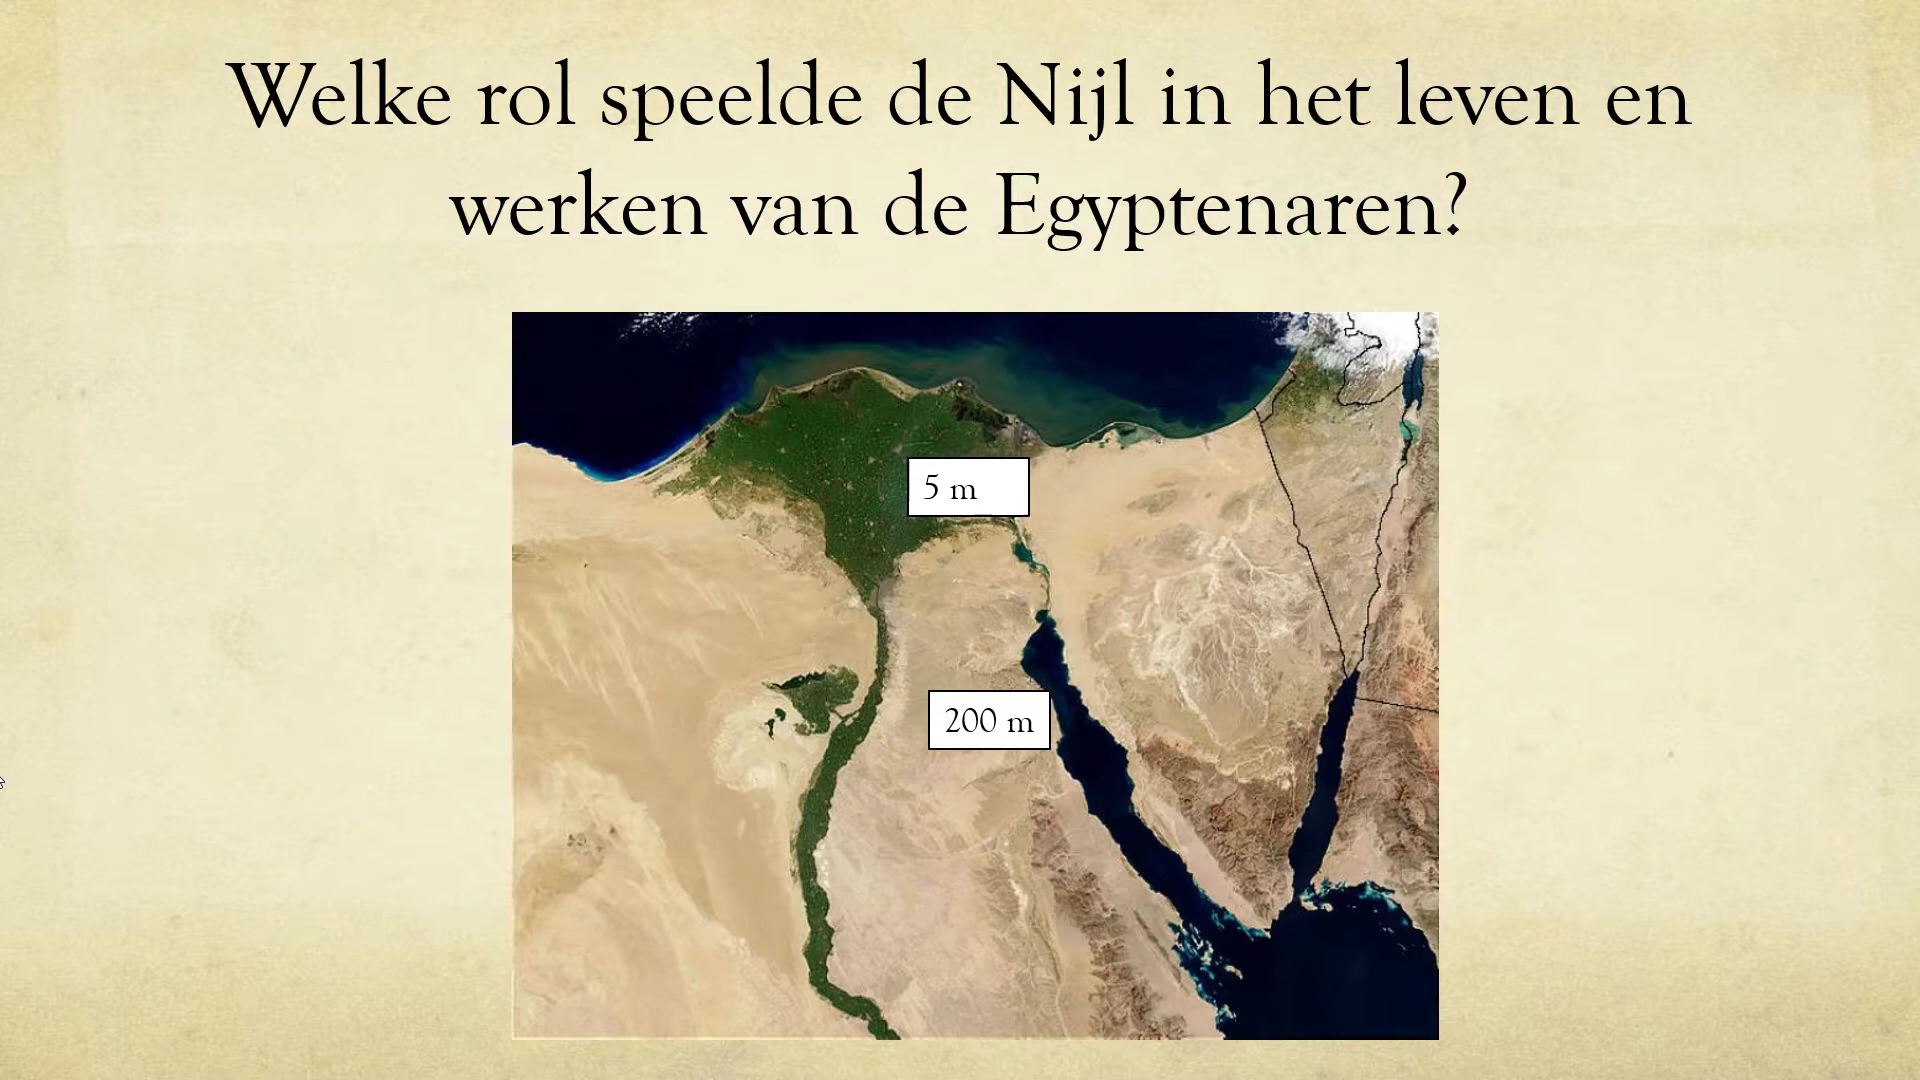 Welke rol speelde de Nijl in het leven en
werken van de Egyptenaren?
5 m
200 m